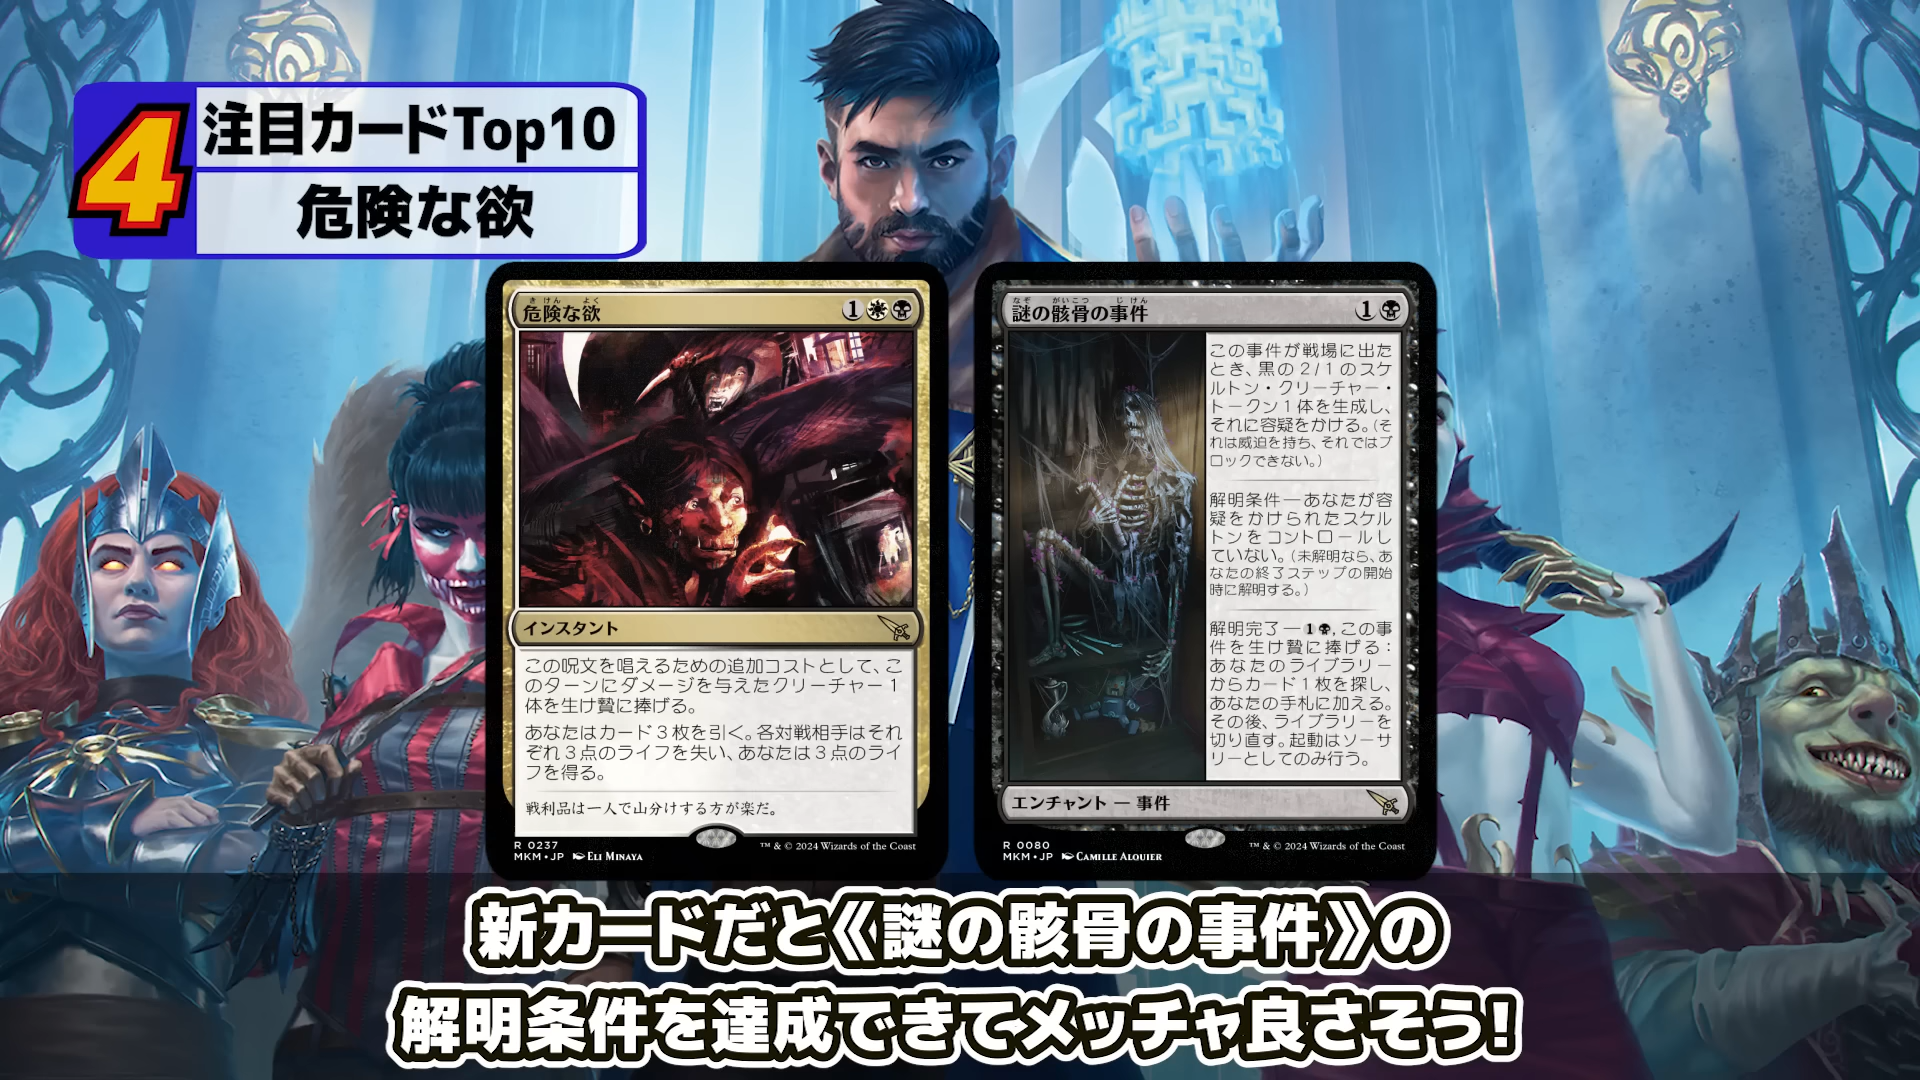 4
注目カードTop10
危険な欲
きけん よく
危険な欲 1
インスタント
この呪文を唱えるための追加コストとして、こ
のターンにダメージを与えたクリーチャー1
体を生け贄に捧げる。
あなたはカード3枚を引く。各対戦相手はそれ
ぞれ3点のライフを失い、あなたは3点のライ
フを得る。
戦利品は一人で山分けする方が楽だ。
R 0237
MKM • JP ELI MINAYA
™ & © 2024 Wizards of the Coast
なぞ がいこつ じけん
謎の骸骨の事件 1
この事件が戦場に出た
とき、黒の2/1のスケ
ルトン・クリーチャー・
トークン1体を生成し、
それに容疑をかける。(そ
れは威迫を持ち、それではブ
ロックできない。)
解明条件―あなたが容
疑をかけられたスケル
トンをコントロールし
ていない。(未解明なら、あ
なたの終了ステップの開始
時に解明する。)
解明完了―1, この事
件を生け贄に捧げる:
あなたのライブラリー
からカード1枚を探し、
あなたの手札に加える。
その後、ライブラリーを
切り直す。起動はソーサ
リーとしてのみ行う。
エンチャント ― 事件
R 0080
MKM • JP CAMILLE ALQUIER
™ & © 2024 Wizards of the Coast
新カードだと《謎の骸骨の事件》の
解明条件を達成できてメッチャ良さそう!